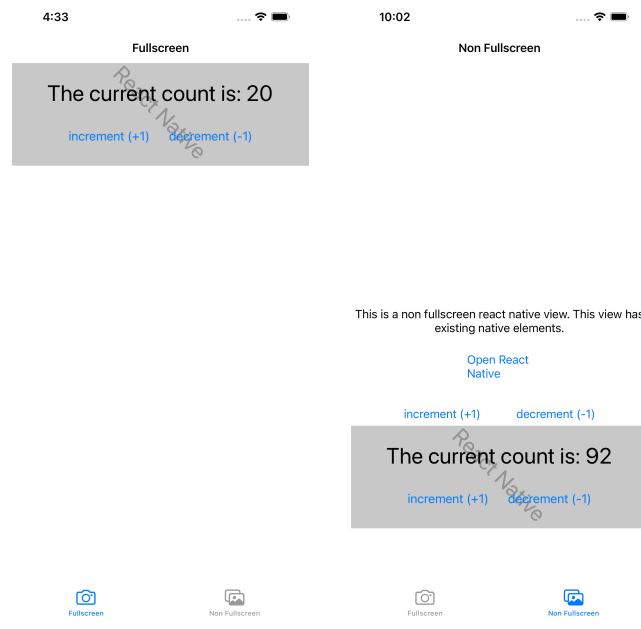 4:33
Fullscreen
The current count is: 20
React Native
increment (+1) decrement (-1)
Fullscreen Non Fullscreen
10:02
Non Fullscreen
This is a non fullscreen react native view. This view has
existing native elements.
Open React
Native
increment (+1) decrement (-1)
The current count is: 92
React Native
increment (+1) decrement (-1)
Fullscreen Non Fullscreen